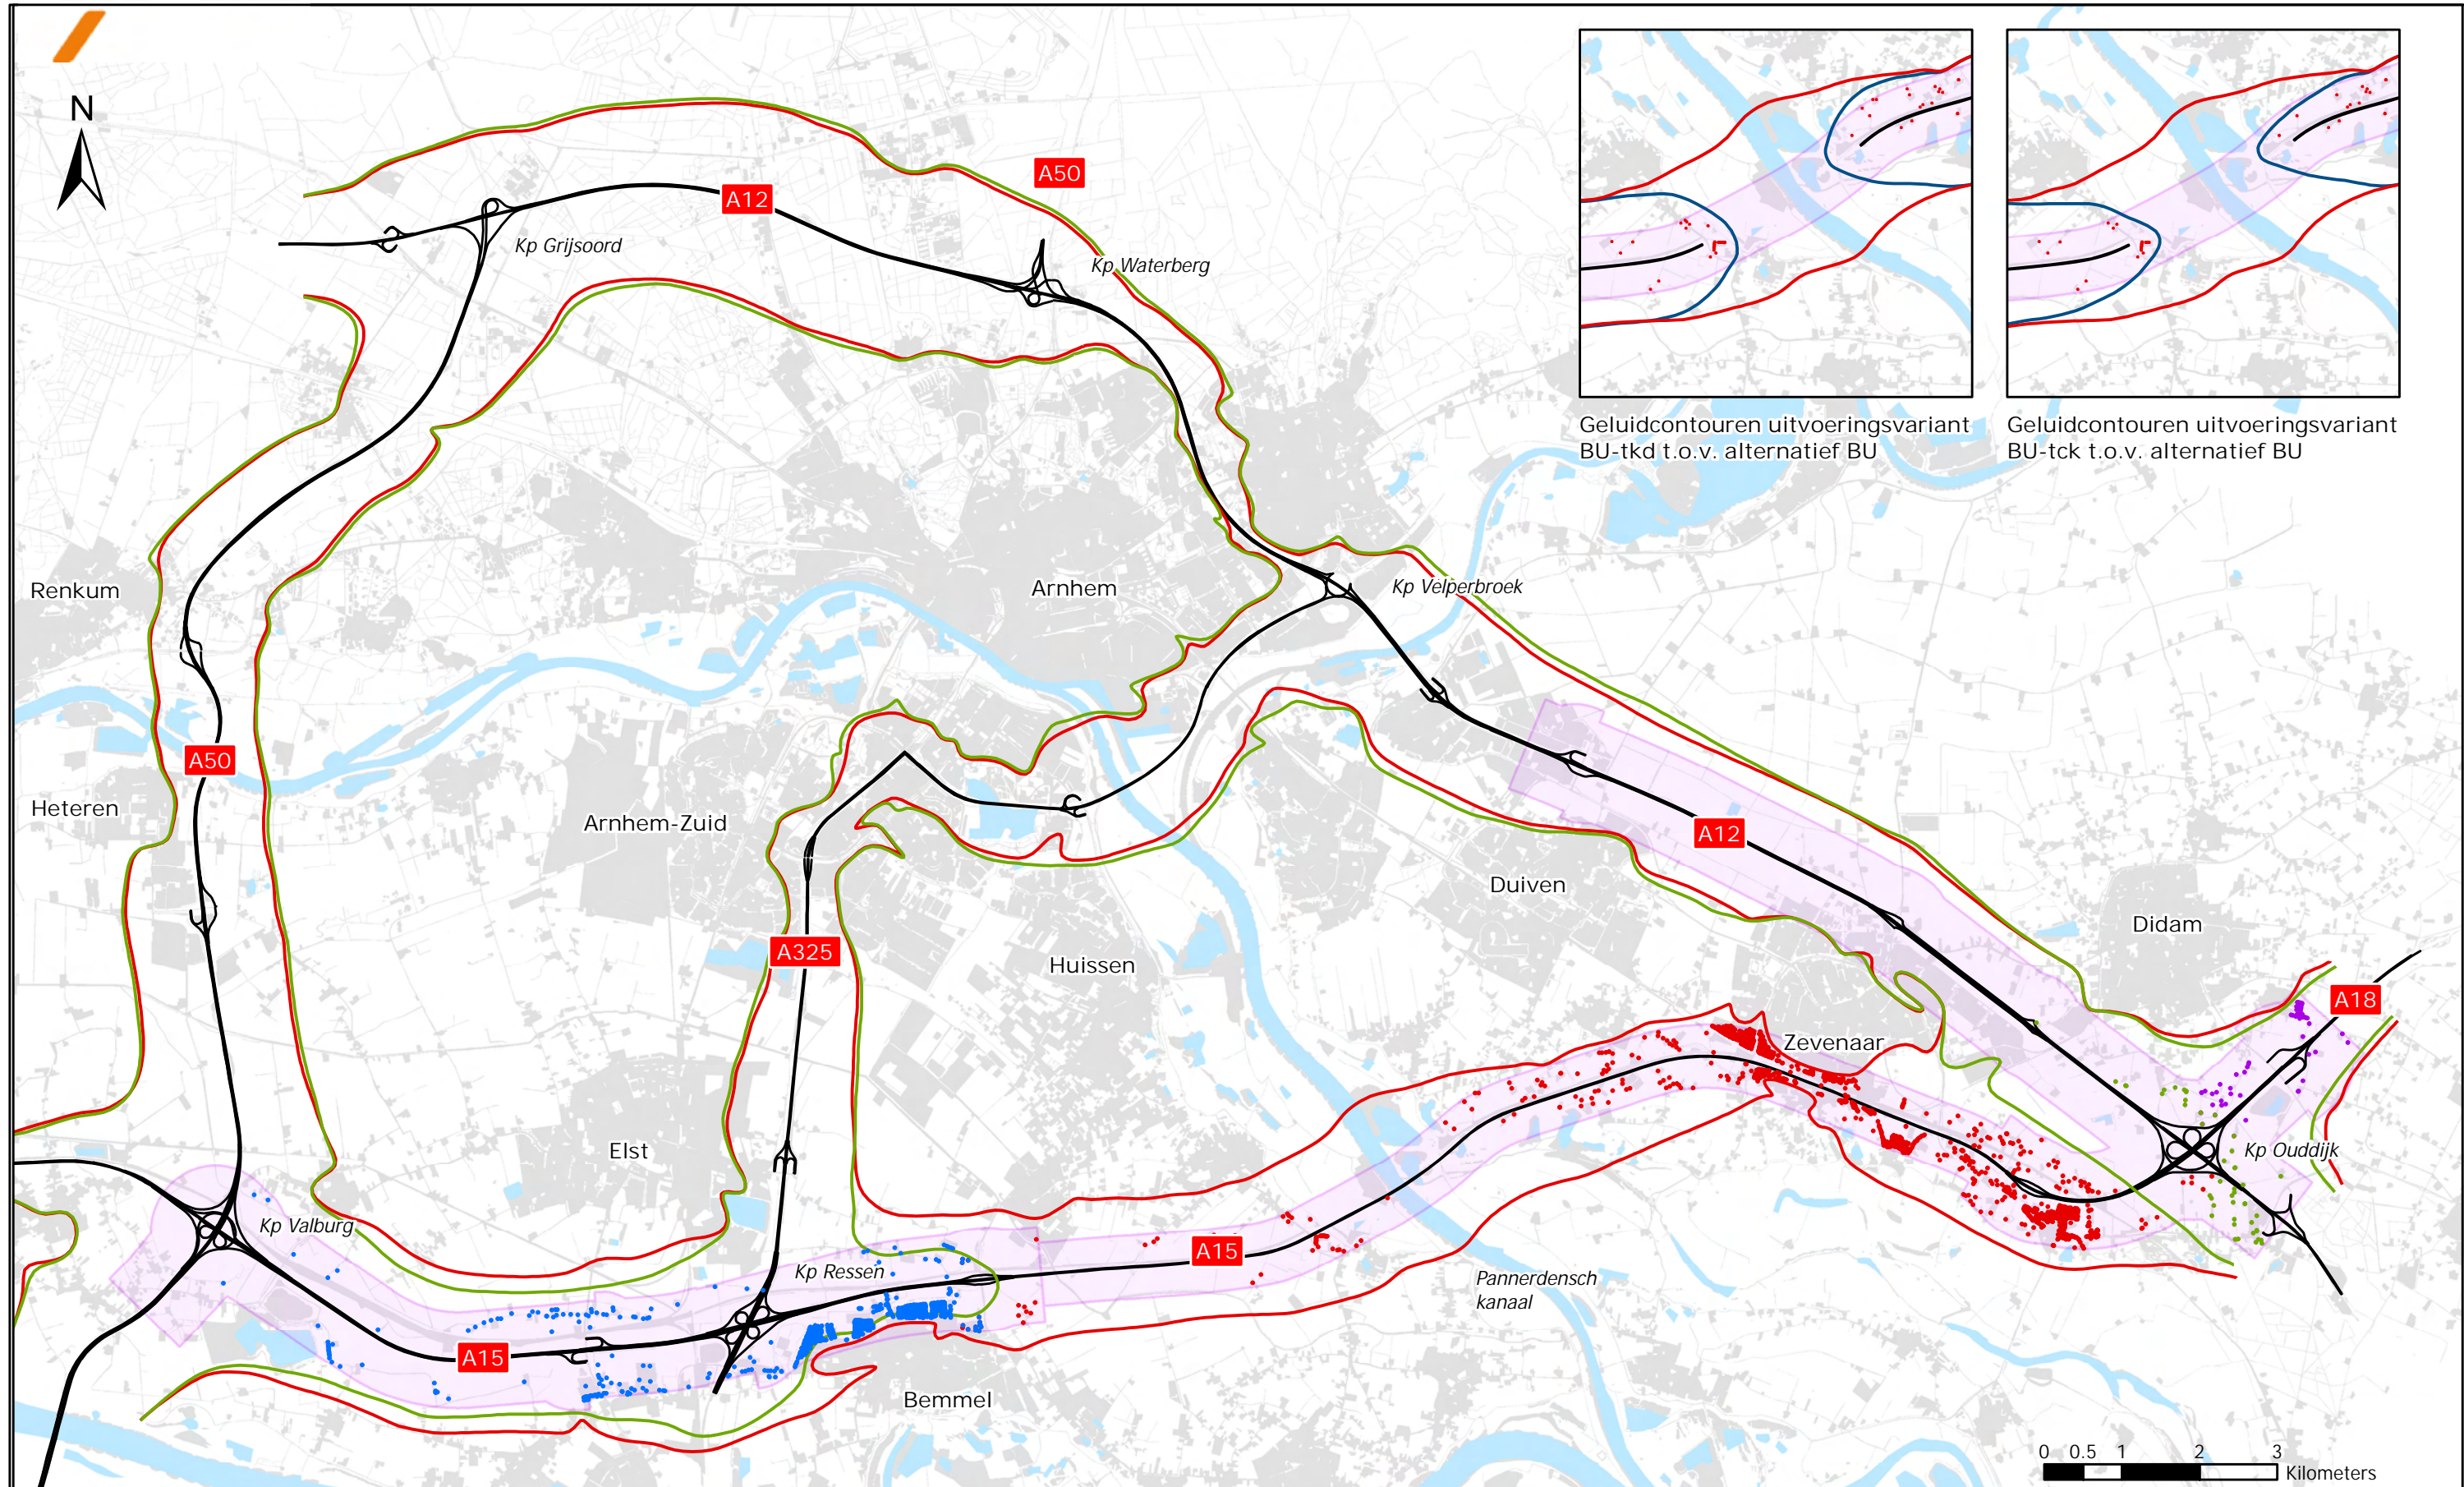 N
A50
A12
Kp Grijsoord
Kp Waterberg
Geluidcontouren uitvoeringsvariant
BU-tkd t.o.v. alternatief BU
Geluidcontouren uitvoeringsvariant
BU-tck t.o.v. alternatief BU
Renkum
Arnhem
Kp Velperbroek
A50
Heteren
Arnhem-Zuid
A12
Duiven
Didam
A325
Huissen
A18
Zevenaar
Elst
Kp Ouddijk
Kp Valburg
A15
Kp Ressen
Pannerdensch
kanaal
A15
Bemmel
0 0.5 1 2 3
Kilometers